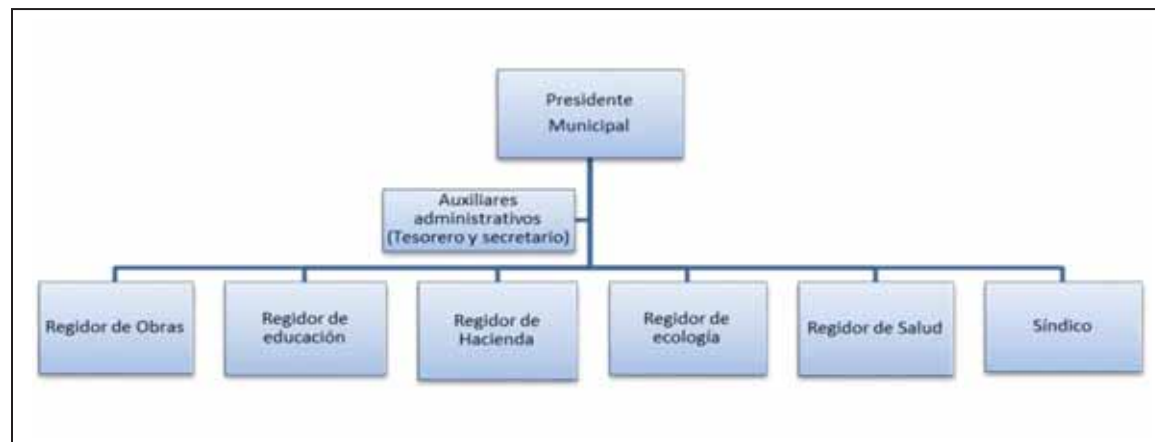 Presidente
Municipal
Auxiliares
administrativos
(Tesorero y secretario)
Regidor de Obras
Regidor de
educación
Regidor de
Hacienda
Regidor de
ecología
Regidor de Salud
Síndico